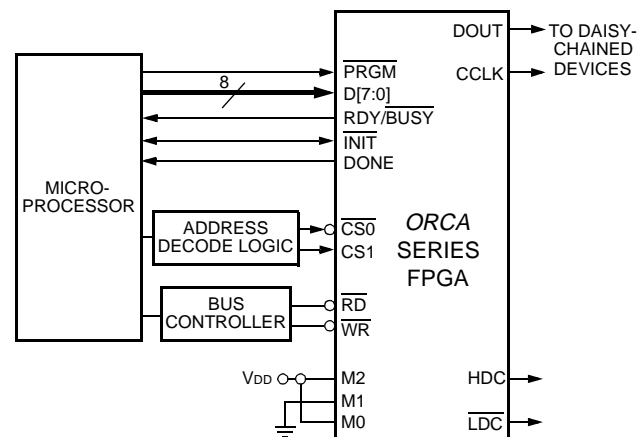 DOUT
TO DAISY-
CHAINED
DEVICES
8
PRGM
CCLK
D[7:0]
RDY/BUSY
INIT
DONE
MICRO-
PROCESSOR
ADDRESS
DECODE LOGIC
CS0
CS1
ORCA
SERIES
FPGA
BUS
CONTROLLER
RD
WR
VDD
M2
HDC
M1
M0
LDC